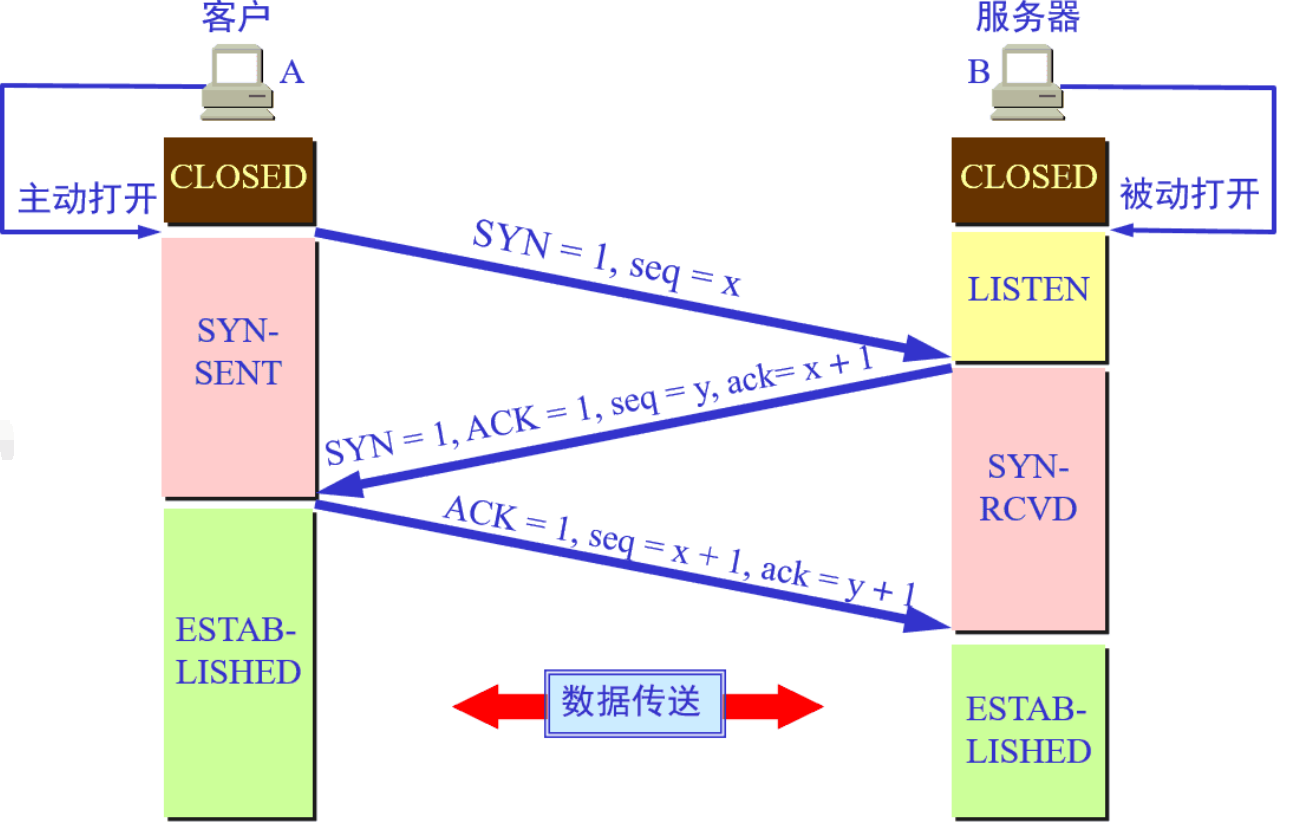 客户
服务器
A
B
CLOSED
CLOSED
主动打开
被动打开
SYN = 1, seq = x
LISTEN
SYN-
SENT
SYN = 1, ACK = 1, seq = y, ack= x + 1
SYN-
RCVD
ACK = 1, seq = x + 1, ack = y + 1
ESTAB-
LISHED
数据传送
ESTAB-
LISHED